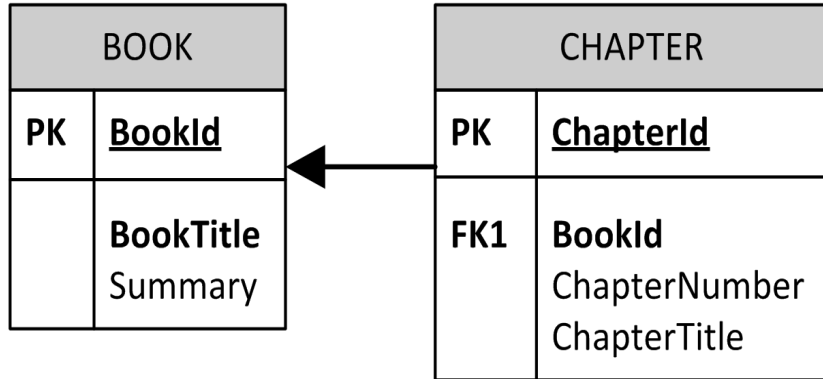 BOOK
PK BookId
BookTitle
Summary
CHAPTER
PK ChapterId
FK1 BookId
ChapterNumber
ChapterTitle